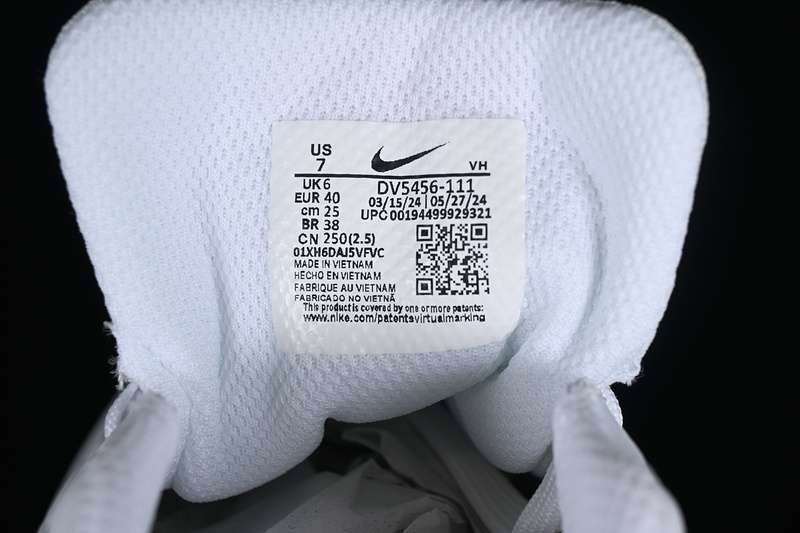 US
7
VH
UK 6
EUR 40
cm 25
BR 38
CN 250(2.5)
DV5456-111
03/15/24 | 05/27/24
UPC 00194499929321
01XH6DAJ5VFVC
MADE IN VIETNAM
HECHO EN VIETNAM
FABRIQUE AU VIETNAM
FABRICADO NO VIETNÃ
This product is covered by one or more patents:
www.nike.com/patentsvirtualmarking